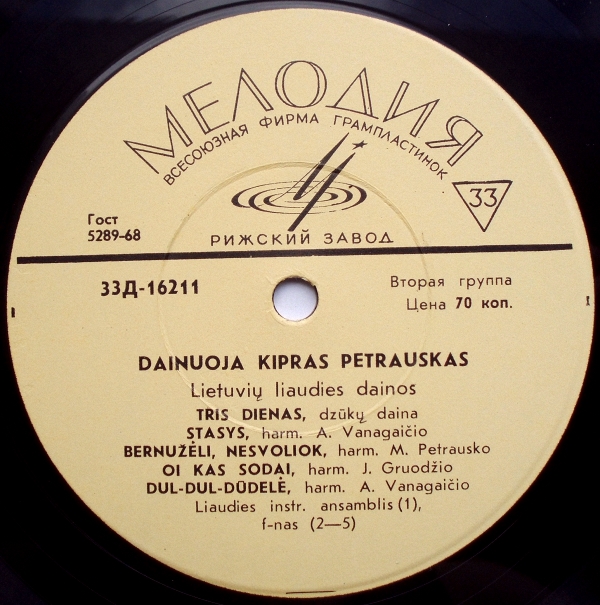 МЕЛОДИЯ
ВСЕСОЮЗНАЯ ФИРМА ГРАМПЛАСТИНОК
33
Гост
5289-68
РИЖСКИЙ ЗАВОД
33Д-16211
Вторая группа
Цена 70 коп.
DAINUOJA KIPRAS PETRAUSKAS
Lietuvių liaudies dainos
TRIS DIENAS, dzūkų daina
STASYS, harm. A. Vanagaičio
BERNUŽĖLI, NESVOLIOK, harm. M. Petrausko
OI KAS SODAI, harm. J. Gruodžio
DUL-DUL-DŪDELĖ, harm. A. Vanagaičio
Liaudies instr. ansamblis (1),
f-nas (2—5)